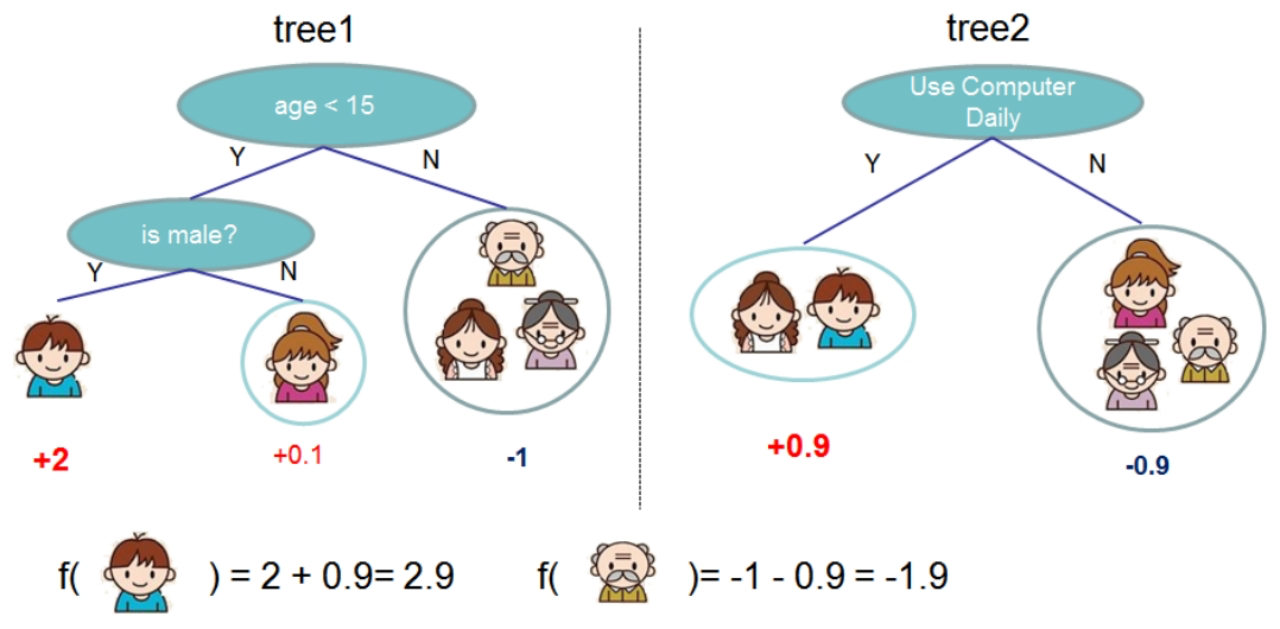 tree1
age < 15
Y
N
is male?
Y
N
+2
+0.1
-1
tree2
Use Computer
Daily
Y
N
+0.9
-0.9
f( ) = 2 + 0.9= 2.9
f( )= -1 - 0.9 = -1.9